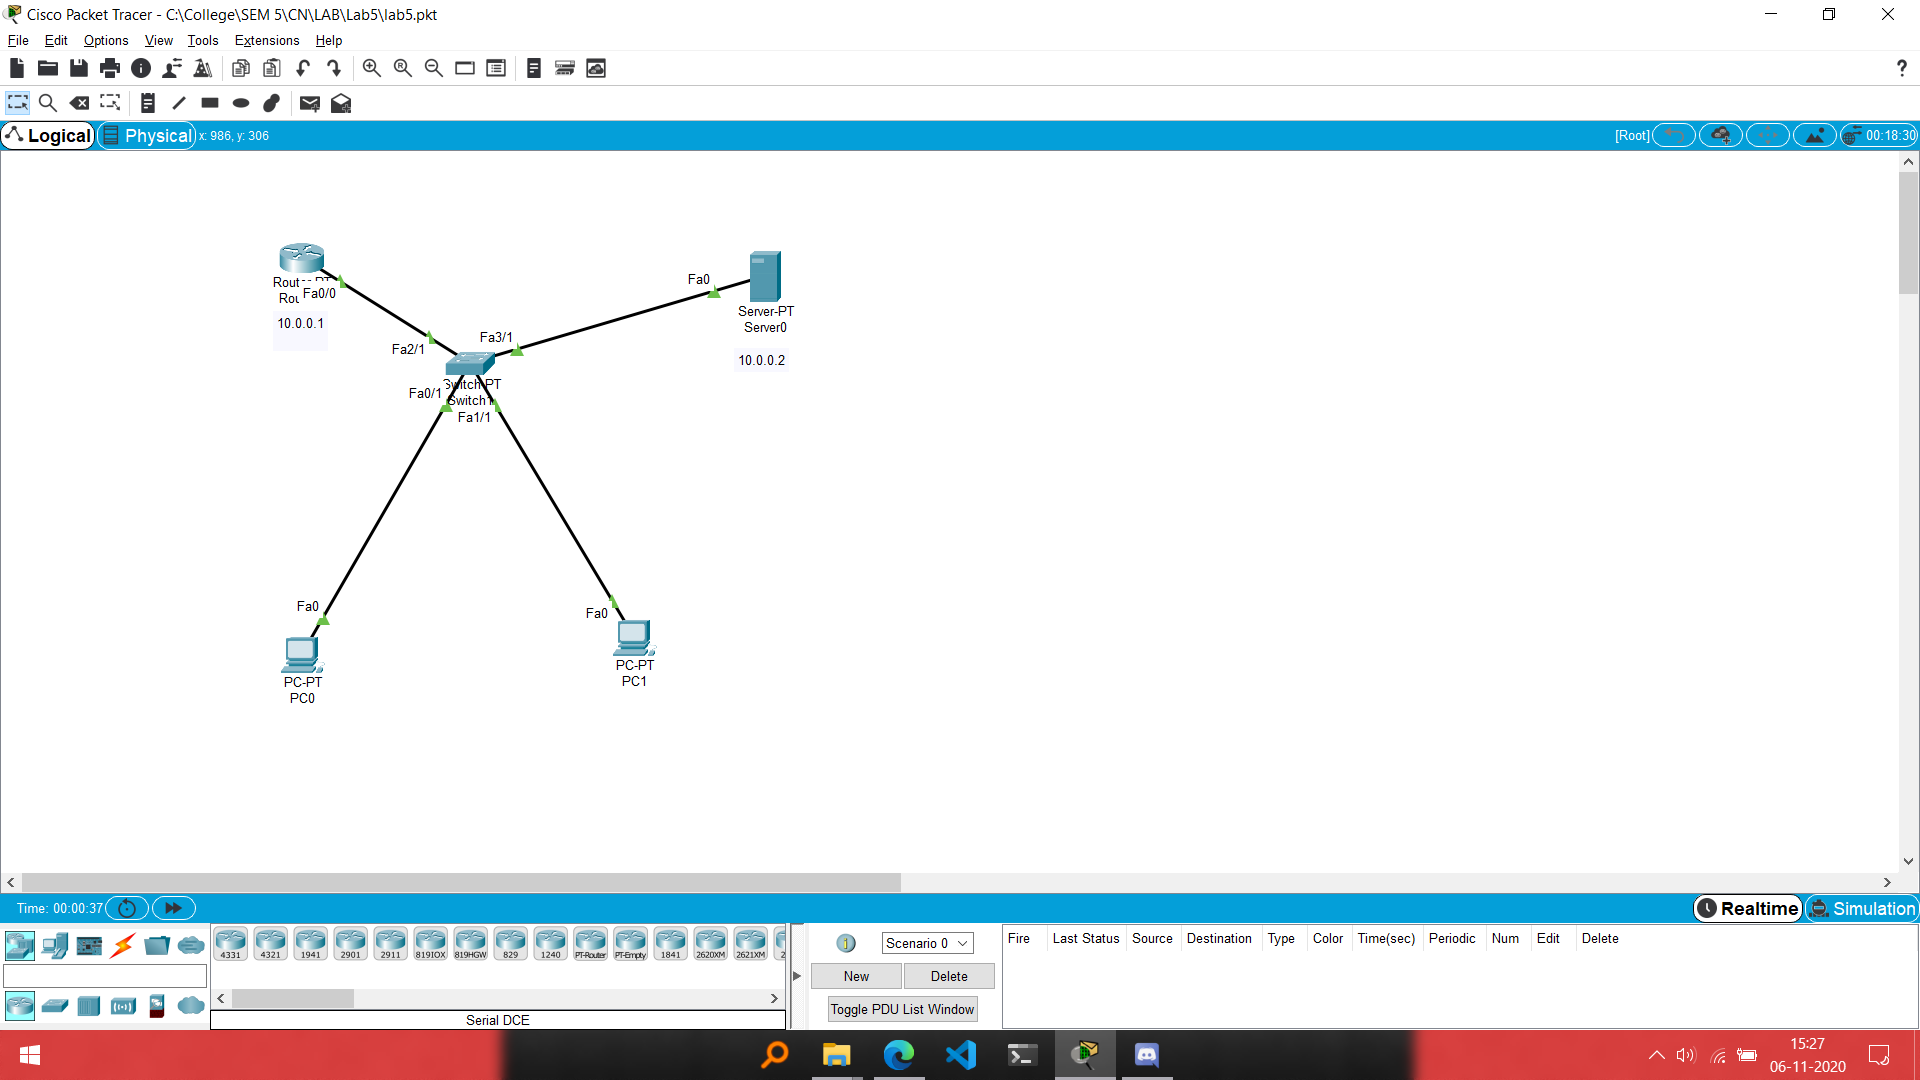 Cisco Packet Tracer - C:\College\SEM 5\CN\LAB\Lab5\lab5.pkt
File Edit Options View Tools Extensions Help
?
Logical Physical x: 986, y: 306 [Root] 00:18:30
Fa0/0
10.0.0.1
Fa2/1
Fa3/1
Fa0
Server-PT
Server0
10.0.0.2
Switch-PT
Switch1
Fa0/1
Fa1/1
Fa0
PC-PT
PC0
Fa0
PC-PT
PC1
Time: 00:00:37 Realtime Simulation
4331 4321 1941 2901 2911 819IOX 819HGW 829 1240 PT-Router PT-Empty 1841 2620XM 2621XM
Serial DCE
Scenario 0
New Delete
Toggle PDU List Window
Fire Last Status Source Destination Type Color Time(sec) Periodic Num Edit Delete
15:27
06-11-2020